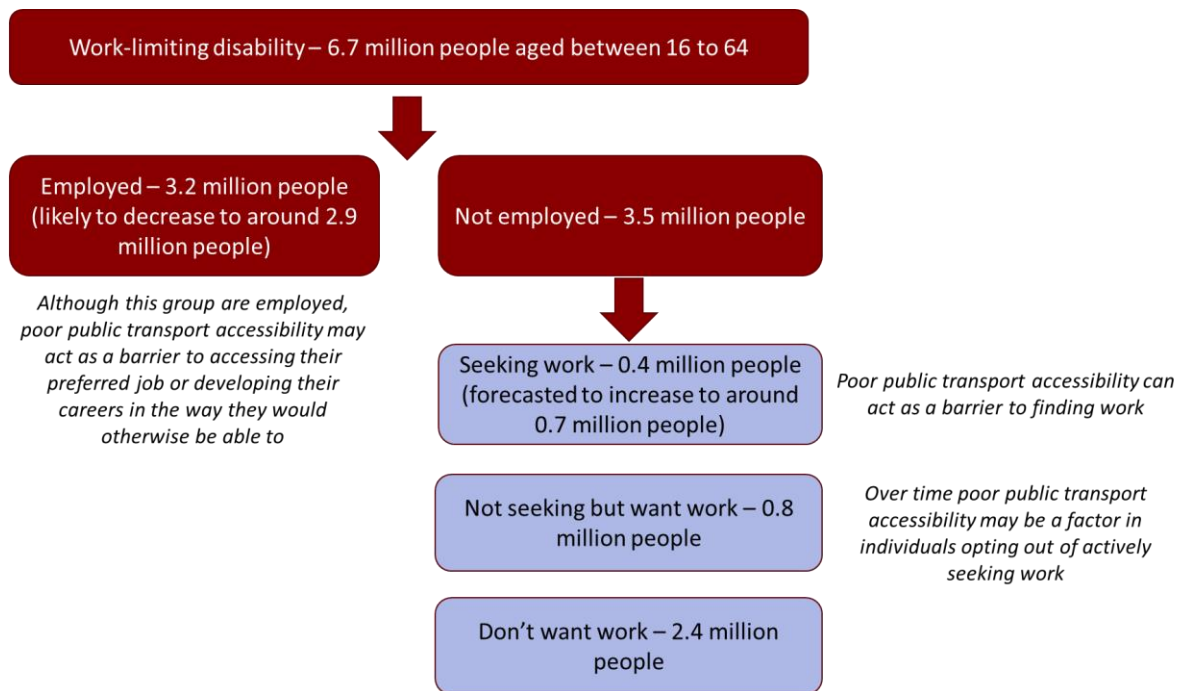 Work-limiting disability – 6.7 million people aged between 16 to 64
Employed – 3.2 million people
(likely to decrease to around 2.9
million people)
Not employed – 3.5 million people
Although this group are employed,
poor public transport accessibility may
act as a barrier to accessing their
preferred job or developing their
careers in the way they would
otherwise be able to
Seeking work – 0.4 million people
(forecasted to increase to around
0.7 million people)
Poor public transport accessibility can
act as a barrier to finding work
Not seeking but want work – 0.8
million people
Over time poor public transport
accessibility may be a factor in
individuals opting out of actively
seeking work
Don’t want work – 2.4 million
people